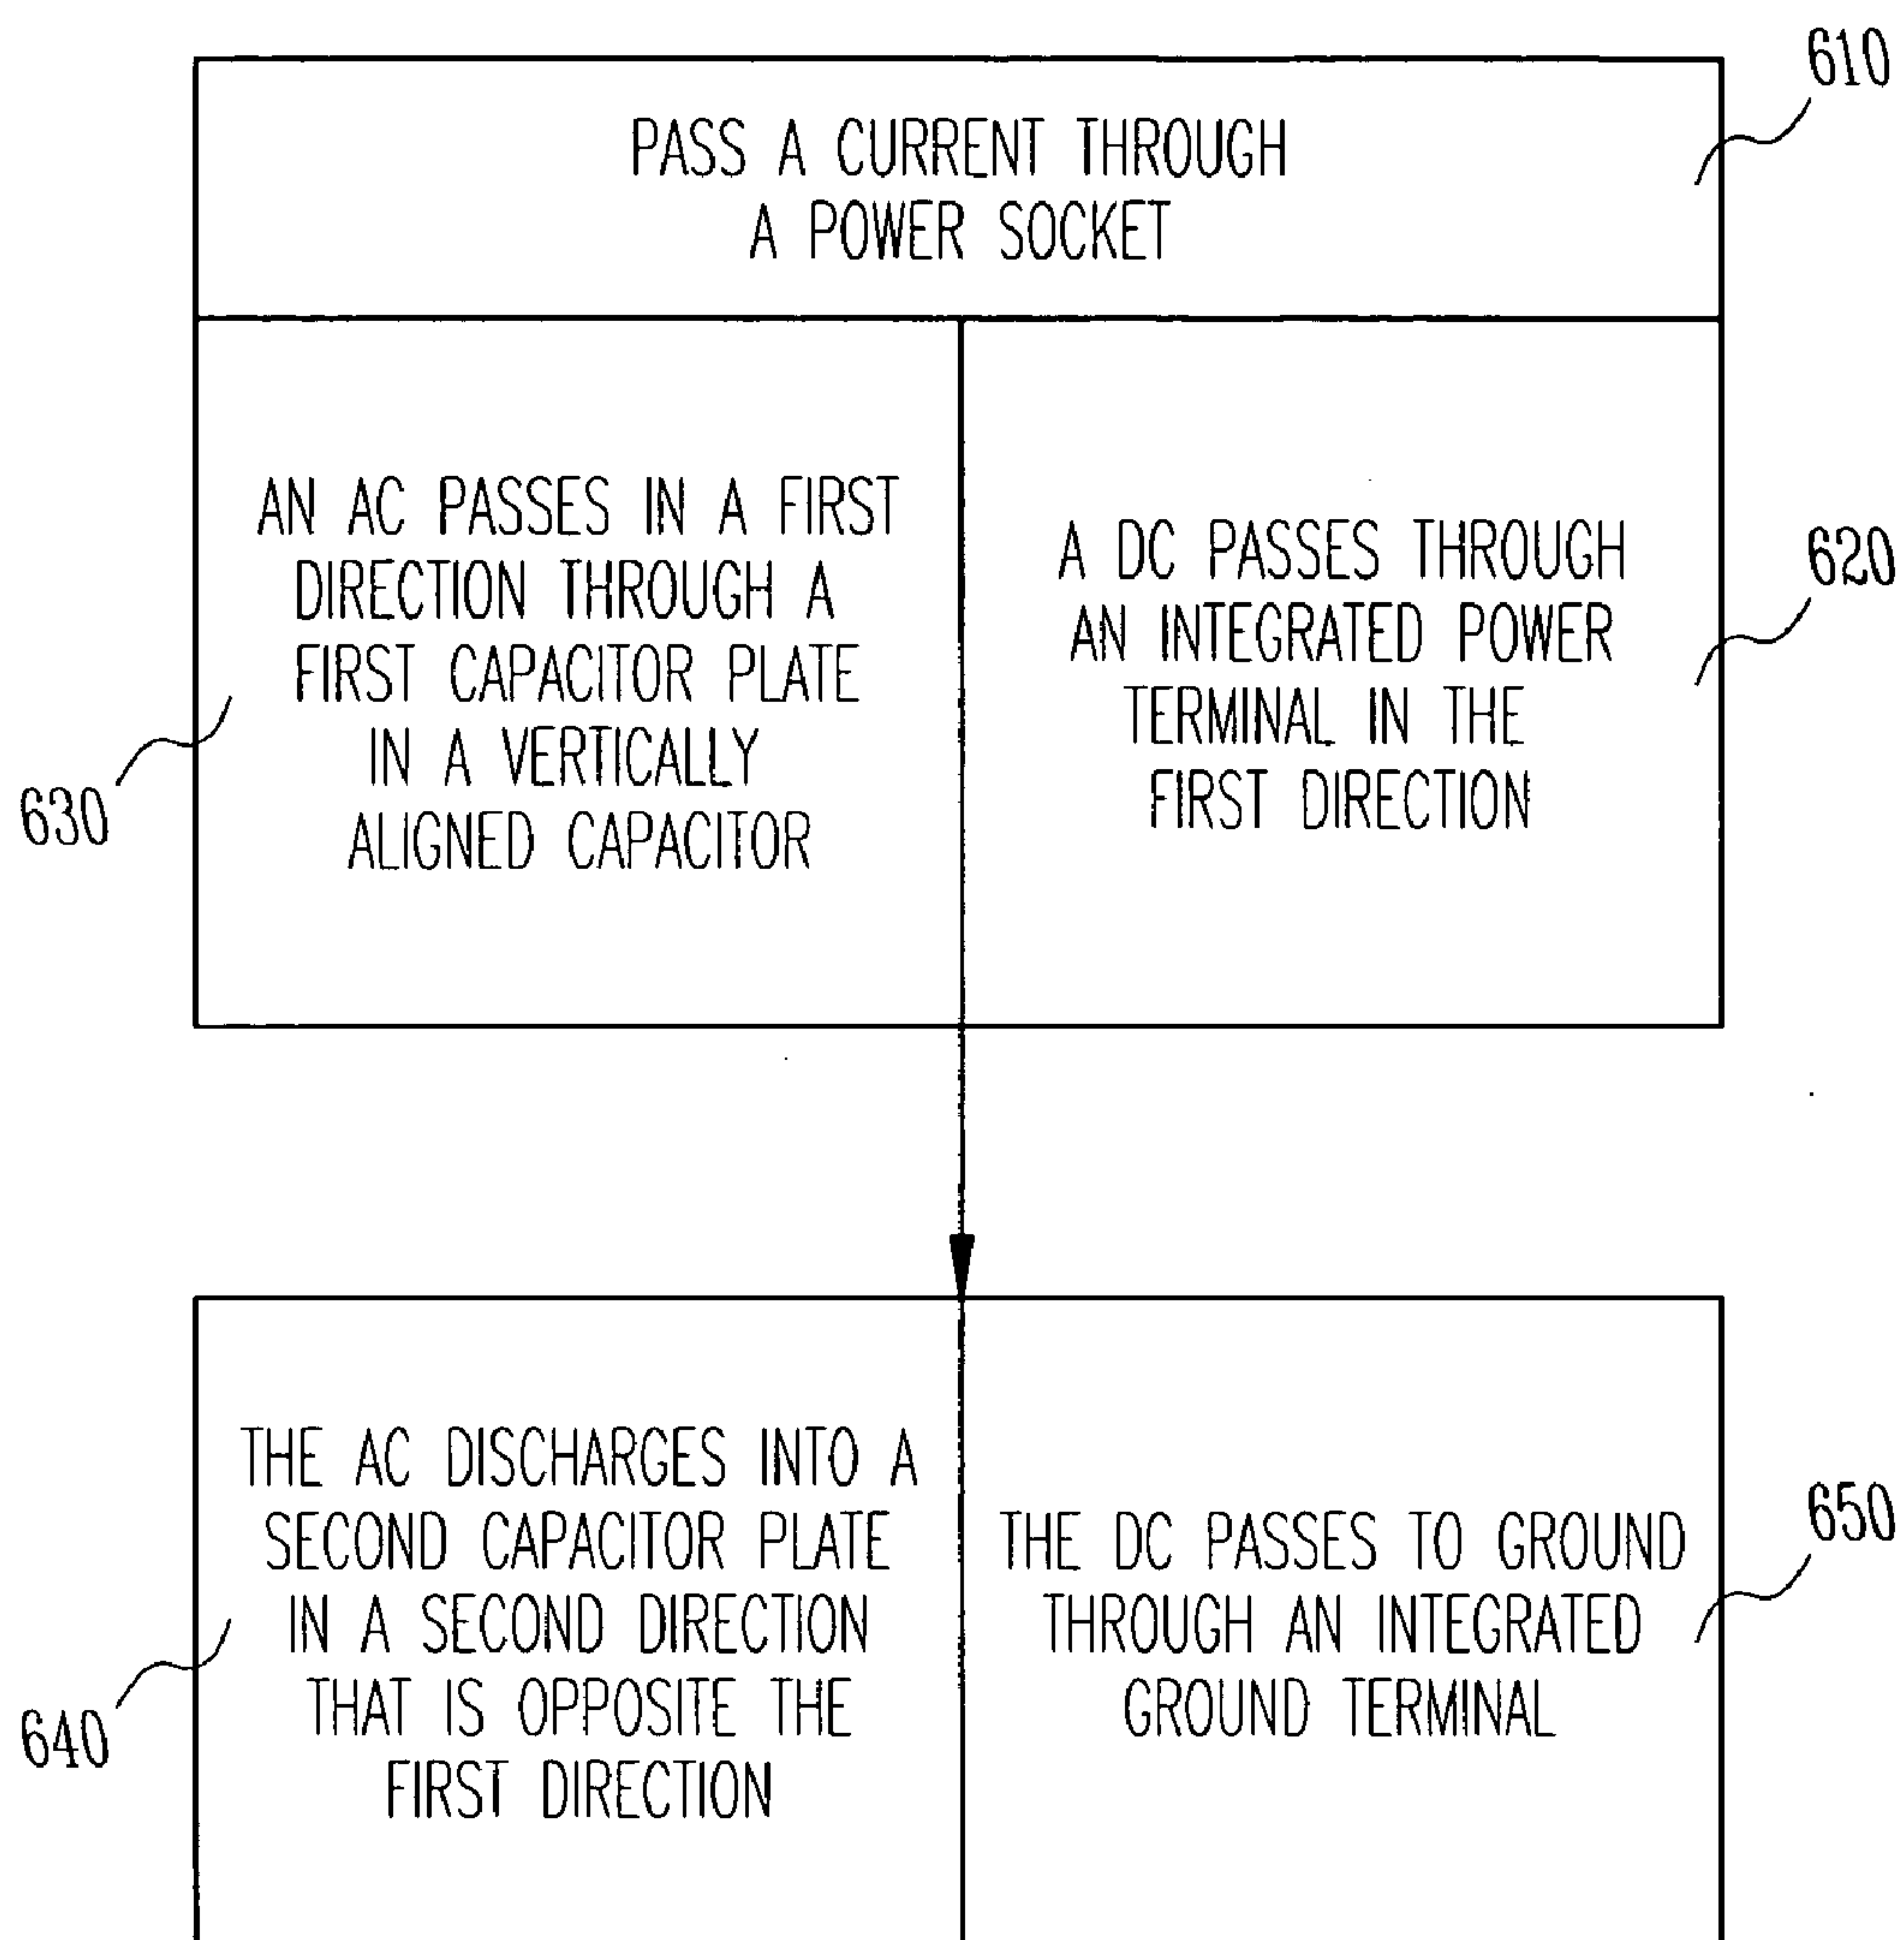 610
PASS A CURRENT THROUGH
A POWER SOCKET
AN AC PASSES IN A FIRST
DIRECTION THROUGH A
FIRST CAPACITOR PLATE
IN A VERTICALLY
ALIGNED CAPACITOR
630
A DC PASSES THROUGH
AN INTEGRATED POWER
TERMINAL IN THE
FIRST DIRECTION
620
THE AC DISCHARGES INTO A
SECOND CAPACITOR PLATE
IN A SECOND DIRECTION
THAT IS OPPOSITE THE
FIRST DIRECTION
640
THE DC PASSES TO GROUND
THROUGH AN INTEGRATED
GROUND TERMINAL
650